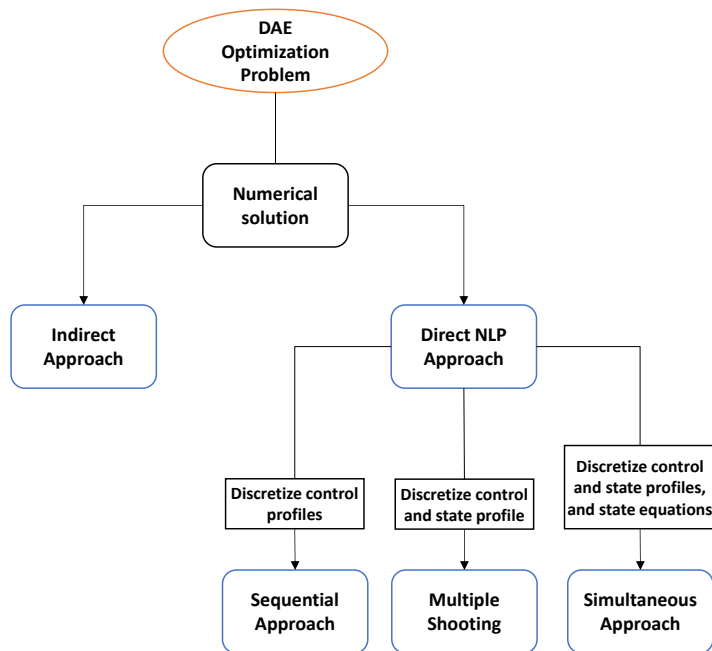 DAE
Optimization
Problem
Numerical
solution
Indirect
Approach
Direct NLP
Approach
Discretize control
profiles
Discretize control
and state profile
Discretize control
and state profiles,
and state equations
Sequential
Approach
Multiple
Shooting
Simultaneous
Approach